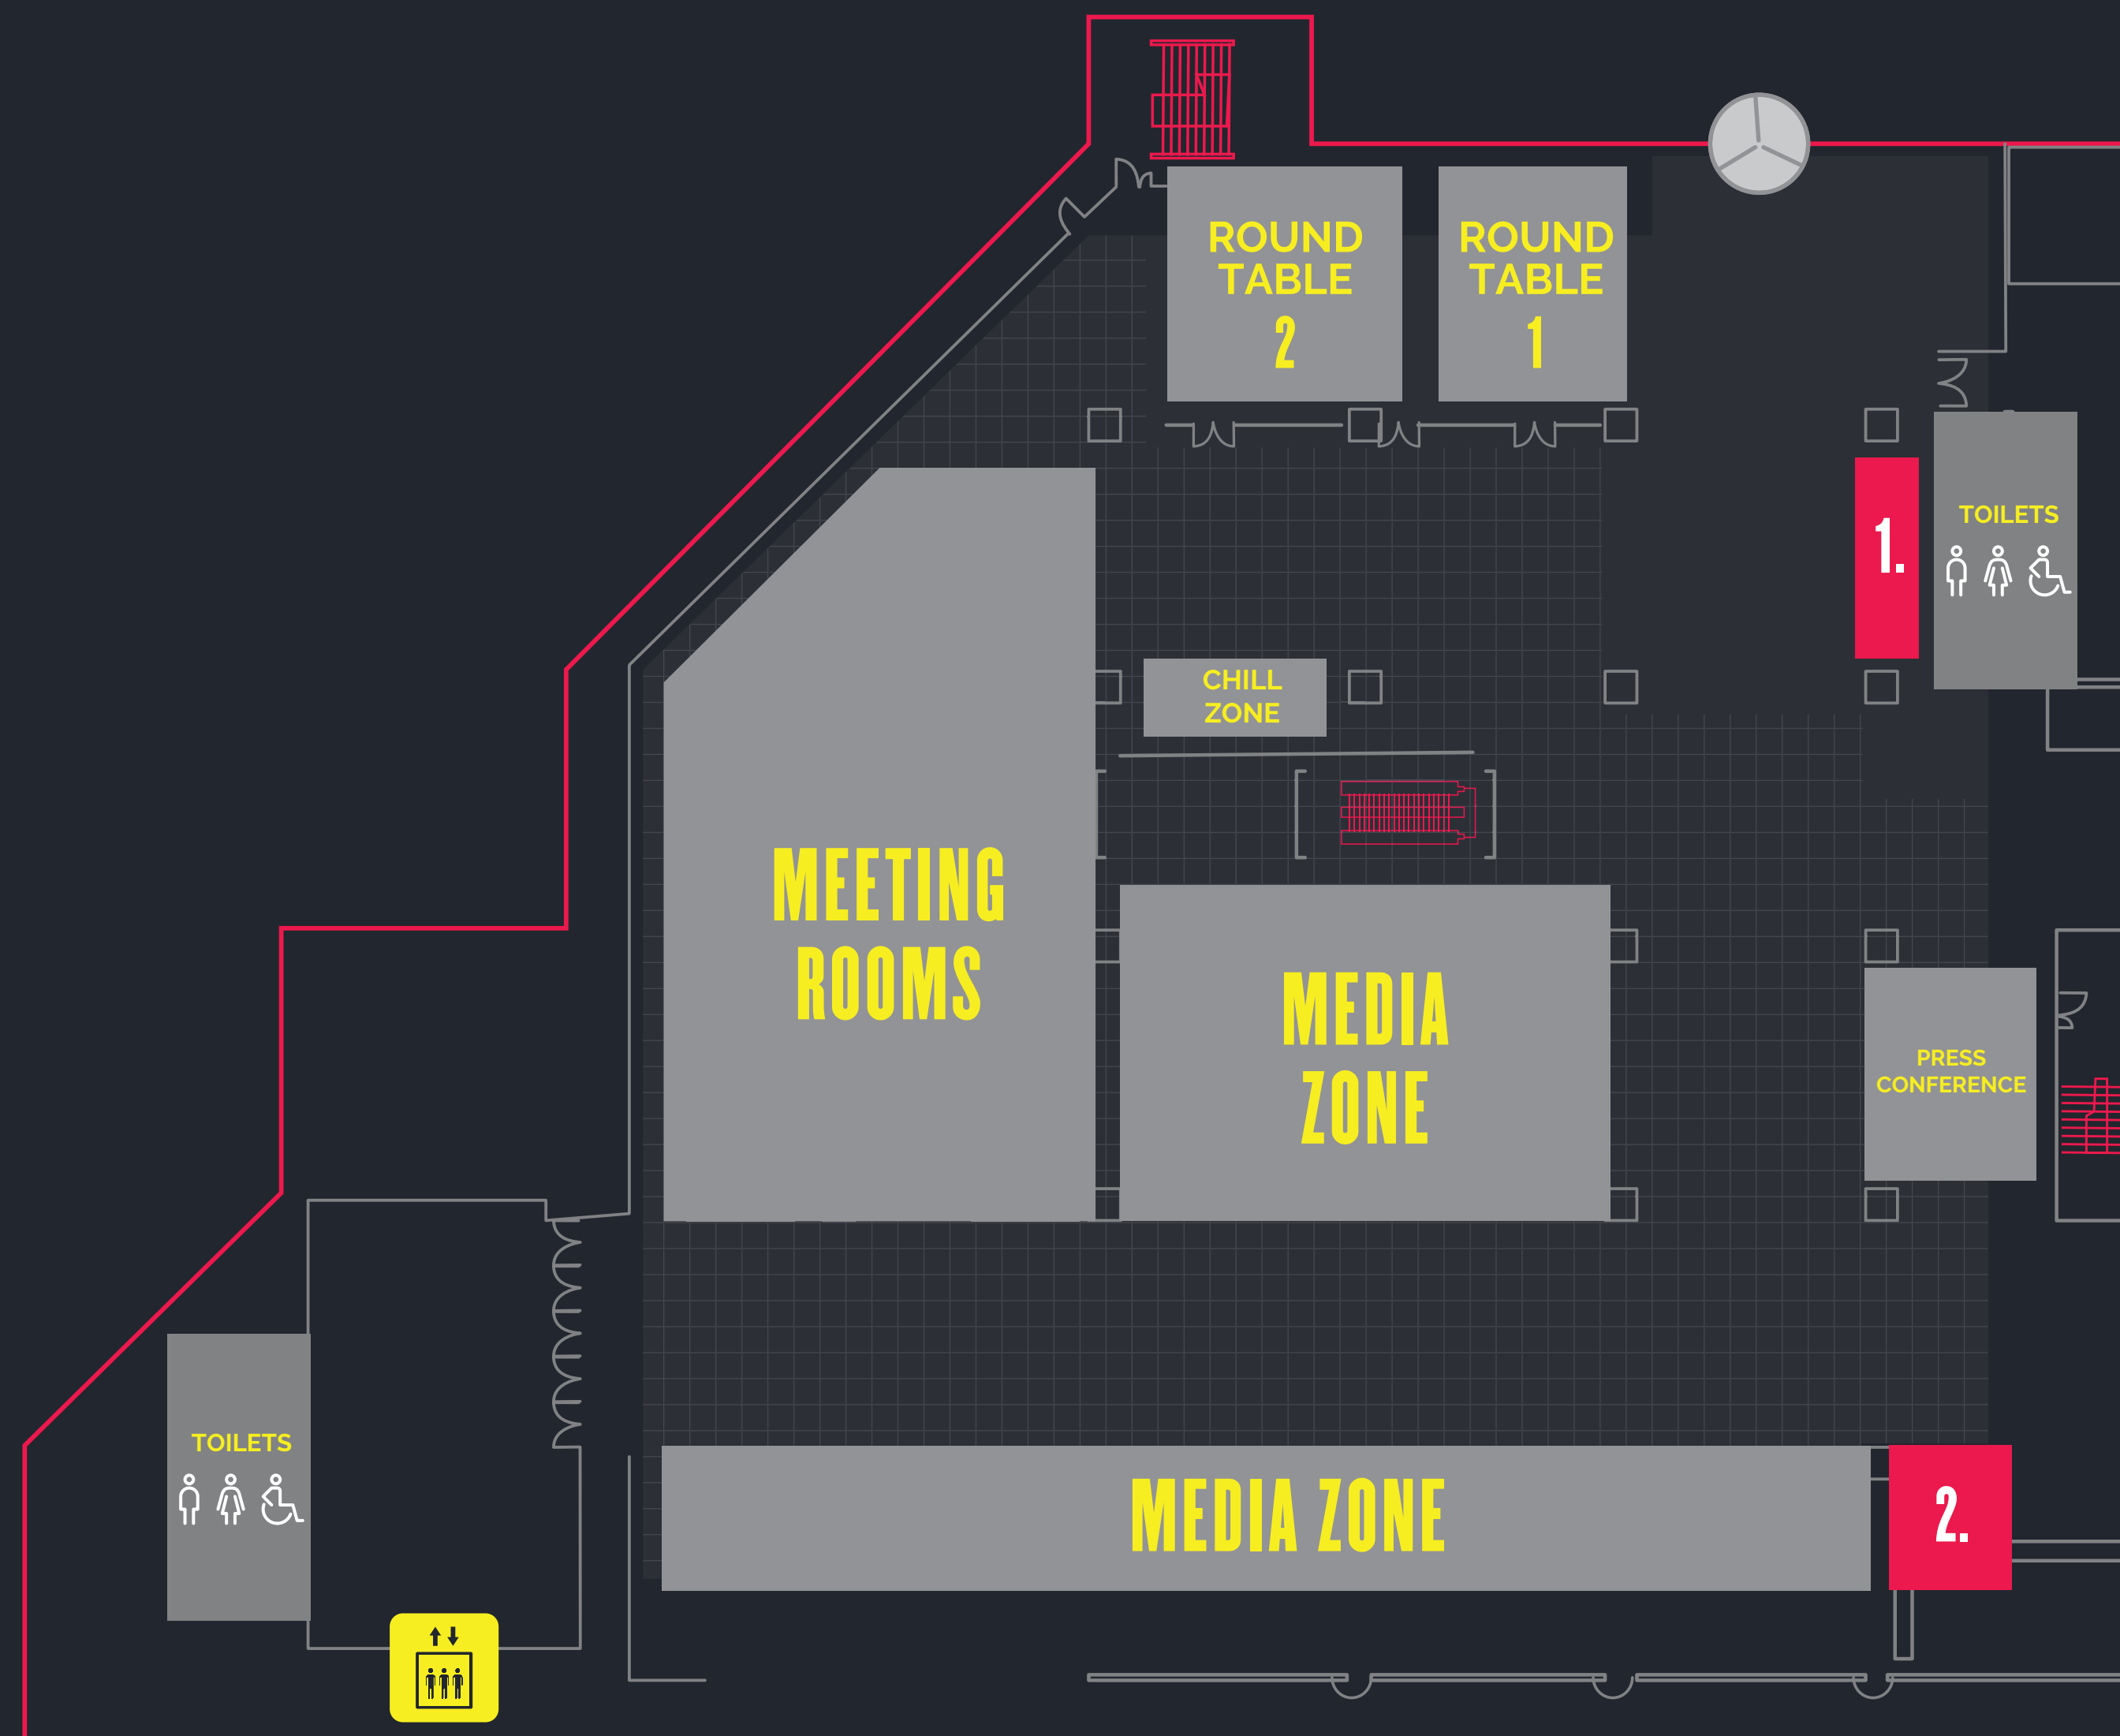 ROUND
TABLE
2
ROUND
TABLE
1
1.
TOILETS
CHILL
ZONE
MEETING
ROOMS
MEDIA
ZONE
PRESS
CONFERENCE
TOILETS
MEDIA ZONE
2.